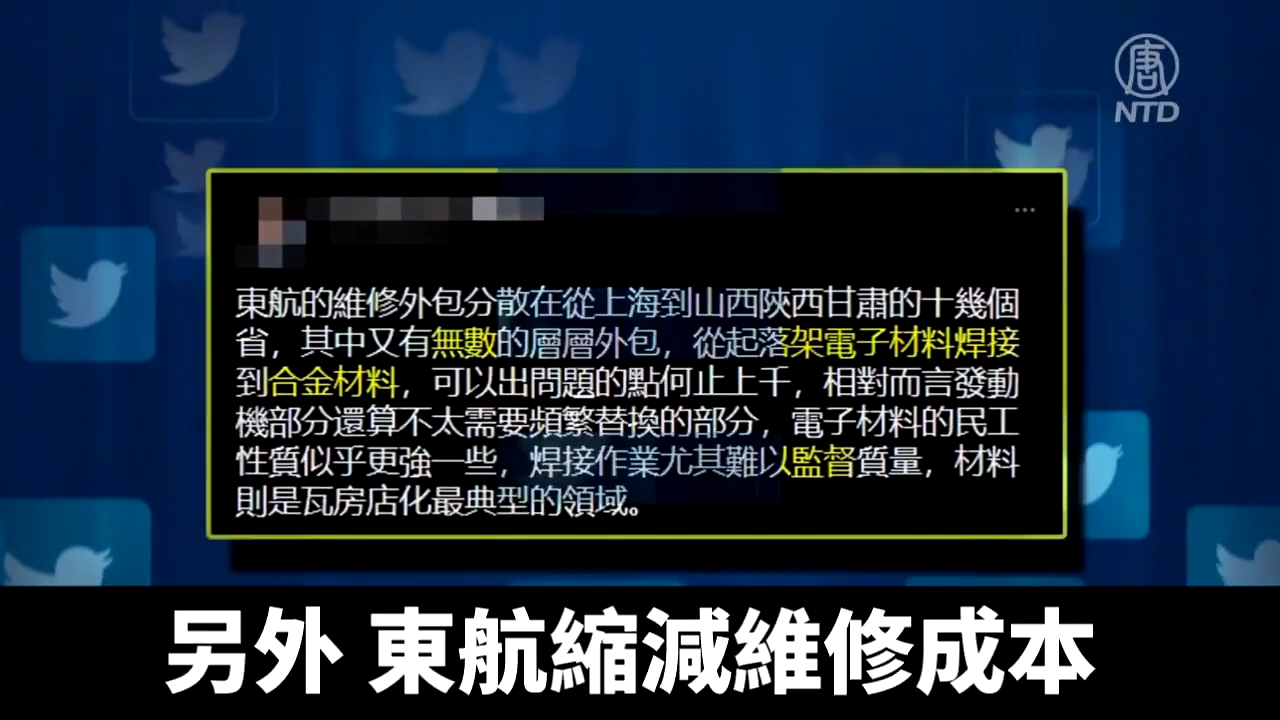 唐
NTD
東航的維修外包分散在從上海到山西陝西甘肅的十幾個
省，其中又有無數的層層外包，從起落架電子材料焊接
到合金材料，可以出問題的點何止上千，相對而言發動
機部分還算不太需要頻繁替換的部分，電子材料的民工
性質似乎更強一些，焊接作業尤其難以監督質量，材料
則是瓦房店化最典型的領域。
另外 東航縮減維修成本